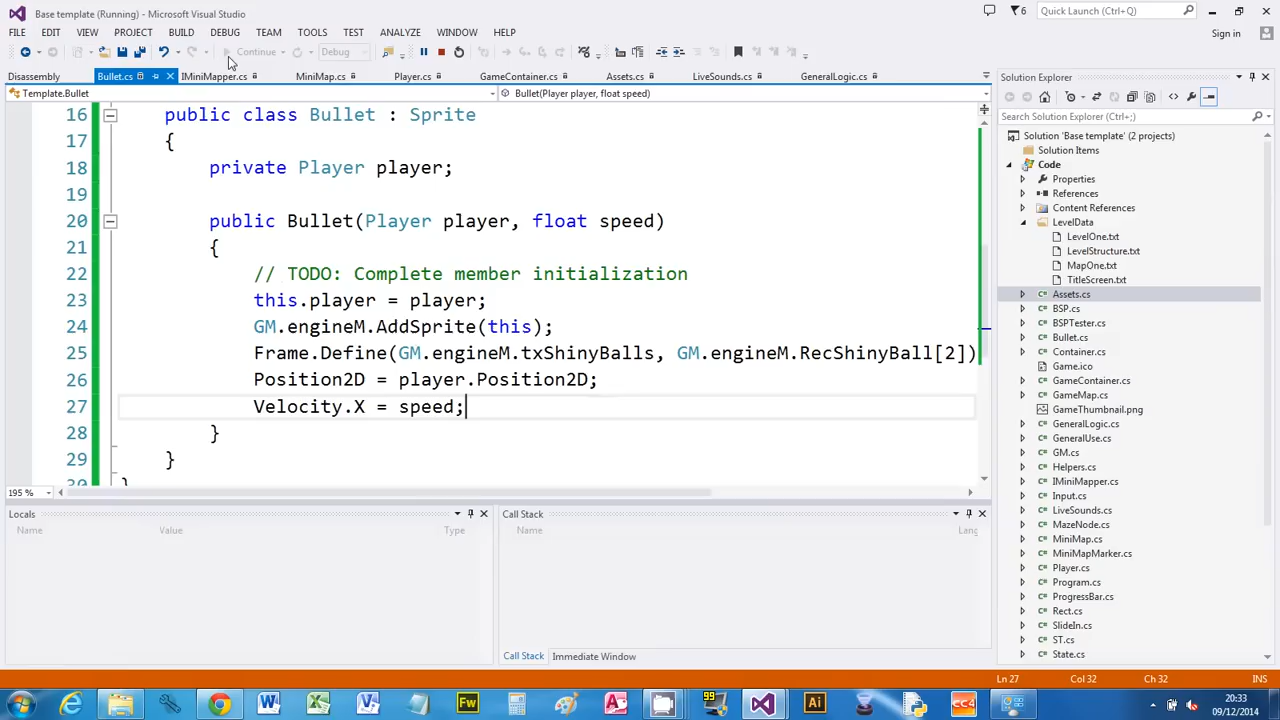 Base template (Running) - Microsoft Visual Studio
6
Quick Launch (Ctrl+Q)
FILE EDIT VIEW PROJECT BUILD DEBUG TEAM TOOLS TEST ANALYZE WINDOW HELP
Sign in
Continue
Debug
Disassembly
Bullet.cs
IMiniMapper.cs
MiniMap.cs
Player.cs
GameContainer.cs
Assets.cs
LiveSounds.cs
GeneralLogic.cs
Template.Bullet
Bullet(Player player, float speed)
16 public class Bullet : Sprite
17 {
18 private Player player;
19
20 public Bullet(Player player, float speed)
21 {
22 // TODO: Complete member initialization
23 this.player = player;
24 GM.engineM.AddSprite(this);
25 Frame.Define(GM.engineM.txShinyBalls, GM.engineM.RecShinyBall[2])
26 Position2D = player.Position2D;
27 Velocity.X = speed;
28 }
29 }
30 }
195 %
Locals
Name Value Type
Call Stack
Name Lang
Call Stack Immediate Window
Solution Explorer
Search Solution Explorer (Ctrl+;)
Solution 'Base template' (2 projects)
Solution Items
Code
Properties
References
Content References
LevelData
LevelOne.txt
LevelStructure.txt
MapOne.txt
TitleScreen.txt
Assets.cs
BSP.cs
BSPTester.cs
Bullet.cs
Container.cs
Game.ico
GameContainer.cs
GameMap.cs
GameThumbnail.png
GeneralLogic.cs
GeneralUse.cs
GM.cs
Helpers.cs
IMiniMapper.cs
Input.cs
LiveSounds.cs
MazeNode.cs
MiniMap.cs
MiniMapMarker.cs
Player.cs
Program.cs
ProgressBar.cs
Rect.cs
SlideIn.cs
ST.cs
State.cs
Ln 27 Col 32 Ch 32 INS
20:33
09/12/2014